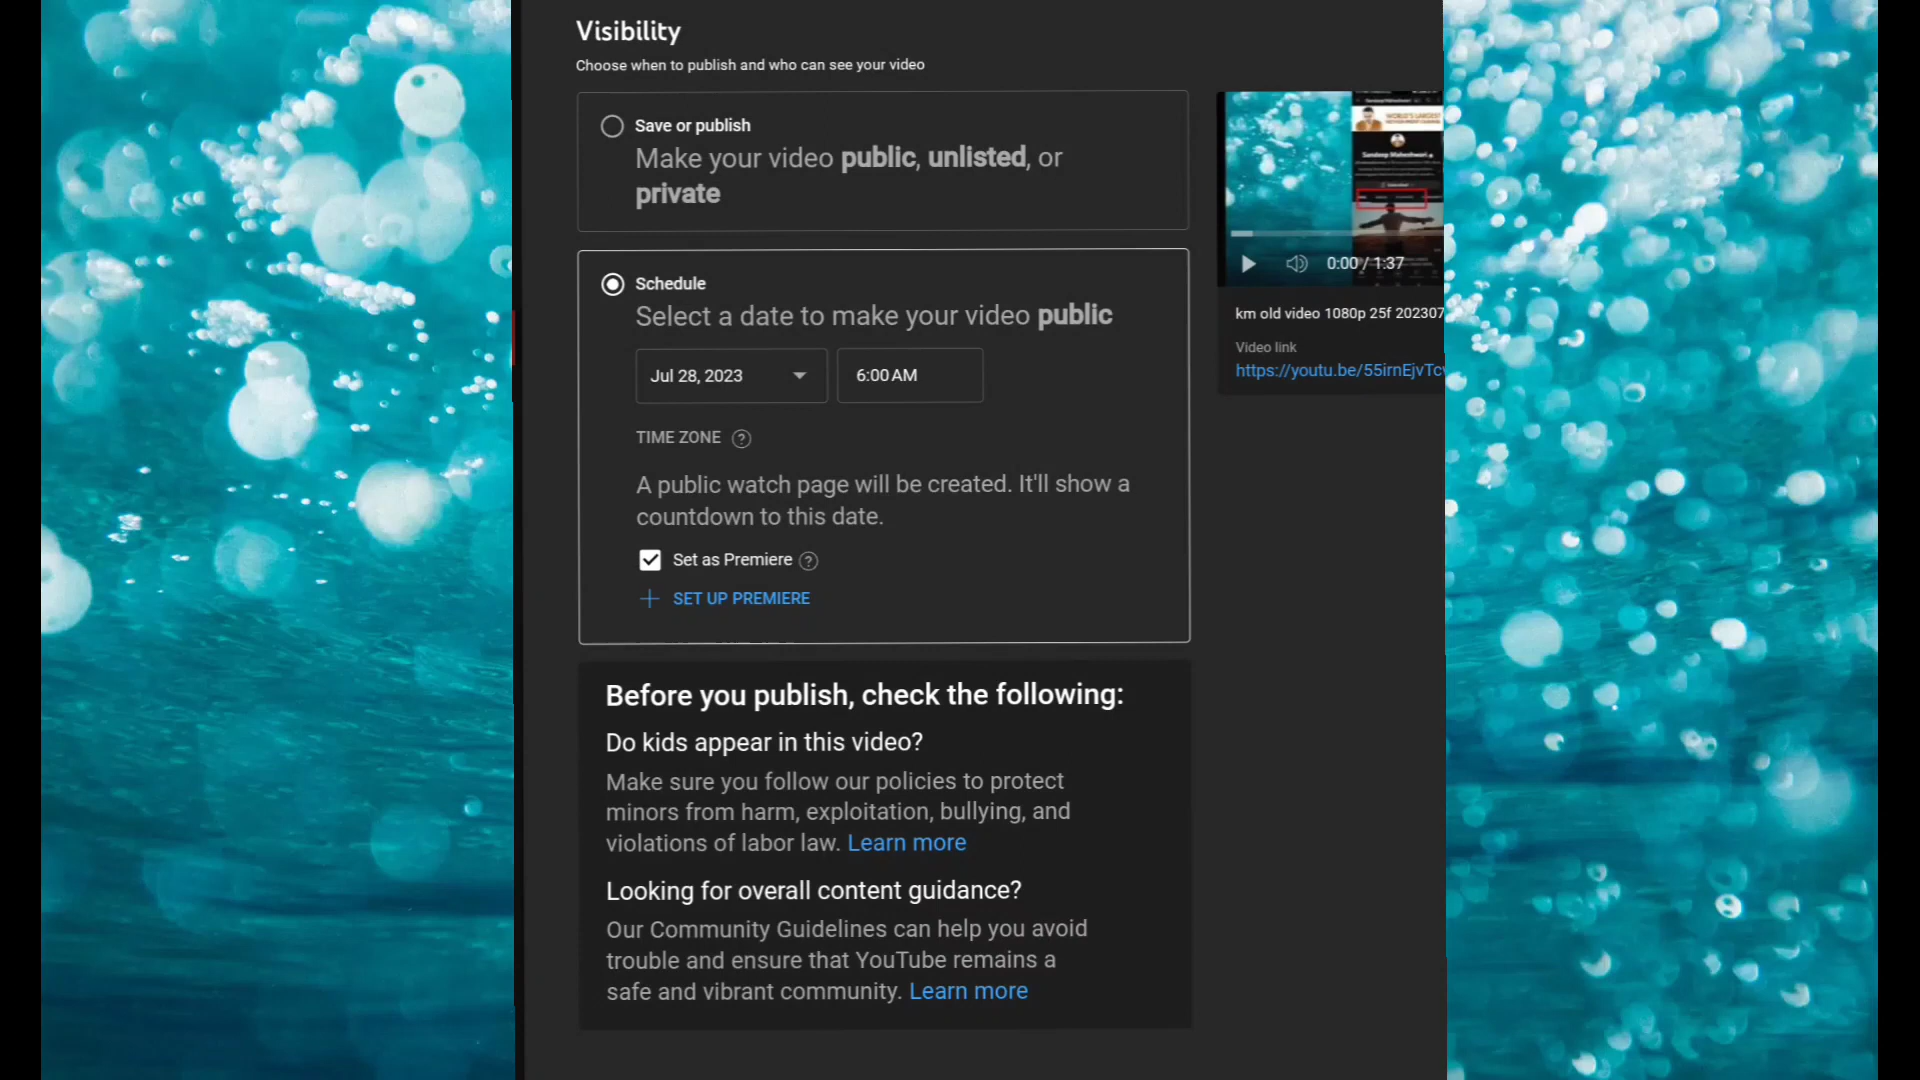 Visibility
Choose when to publish and who can see your video
Save or publish
Make your video public, unlisted, or
private
Schedule
Select a date to make your video public
Jul 28, 2023
6:00 AM
TIME ZONE
A public watch page will be created. It'll show a
countdown to this date.
Set as Premiere
SET UP PREMIERE
Before you publish, check the following:
Do kids appear in this video?
Make sure you follow our policies to protect
minors from harm, exploitation, bullying, and
violations of labor law. Learn more
Looking for overall content guidance?
Our Community Guidelines can help you avoid
trouble and ensure that YouTube remains a
safe and vibrant community. Learn more
WORLD'S LARGEST
Sandeep Maheshwari
0:00 / 1:37
km old video 1080p 25f 202307
Video link
https://youtu.be/55irnEjvTc